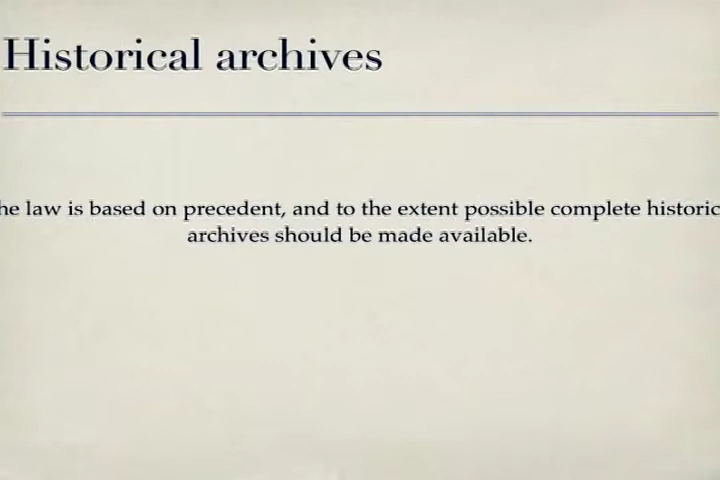 Historical archives
he law is based on precedent, and to the extent possible complete historic
archives should be made available.